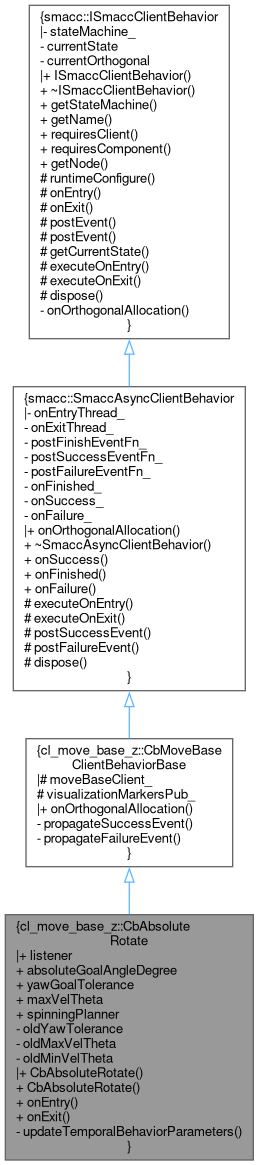 {smacc::ISmaccClientBehavior
|- stateMachine_
- currentState
- currentOrthogonal
|+ ISmaccClientBehavior()
+ ~ISmaccClientBehavior()
+ getStateMachine()
+ getName()
+ requiresClient()
+ requiresComponent()
+ getNode()
# runtimeConfigure()
# onEntry()
# onExit()
# postEvent()
# postEvent()
# getCurrentState()
# executeOnEntry()
# executeOnExit()
# dispose()
- onOrthogonalAllocation()
}
{smacc::SmaccAsyncClientBehavior
|- onEntryThread_
- onExitThread_
- postFinishEventFn_
- postSuccessEventFn_
- postFailureEventFn_
- onFinished_
- onSuccess_
- onFailure_
|+ onOrthogonalAllocation()
+ ~SmaccAsyncClientBehavior()
+ onSuccess()
+ onFinished()
+ onFailure()
# executeOnEntry()
# executeOnExit()
# postSuccessEvent()
# postFailureEvent()
# dispose()
}
{cl_move_base_z::CbMoveBase
ClientBehaviorBase
|# moveBaseClient_
# visualizationMarkersPub_
|+ onOrthogonalAllocation()
- propagateSuccessEvent()
- propagateFailureEvent()
}
{cl_move_base_z::CbAbsolute
Rotate
|+ listener
+ absoluteGoalAngleDegree
+ yawGoalTolerance
+ maxVelTheta
+ spinningPlanner
- oldYawTolerance
- oldMaxVelTheta
- oldMinVelTheta
|+ CbAbsoluteRotate()
+ CbAbsoluteRotate()
+ onEntry()
+ onExit()
- updateTemporalBehaviorParameters()
}